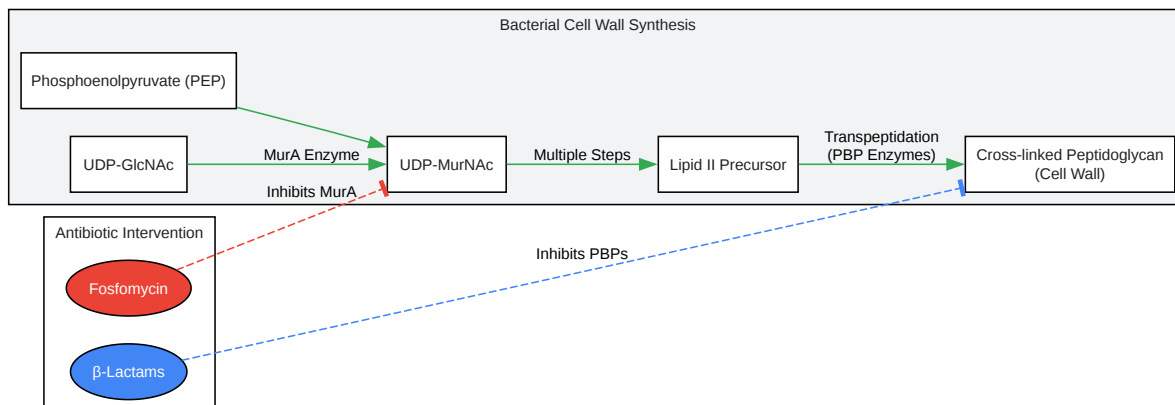 Bacterial Cell Wall Synthesis
Phosphoenolpyruvate (PEP)
UDP-GlcNAc
MurA Enzyme
UDP-MurNAc
Multiple Steps
Lipid II Precursor
Transpeptidation
(PBP Enzymes)
Cross-linked Peptidoglycan
(Cell Wall)
Inhibits MurA
Antibiotic Intervention
Inhibits PBPs
Fosfomycin
β-Lactams